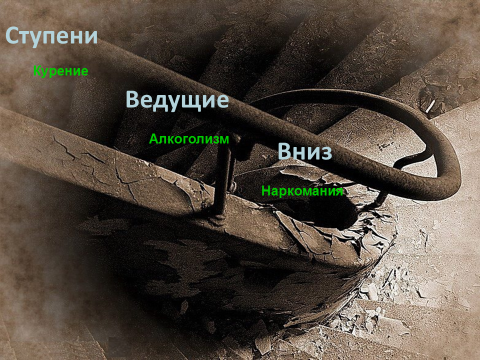 Ступени
Курение
Ведущие
Алкоголизм
Вниз
Наркомания